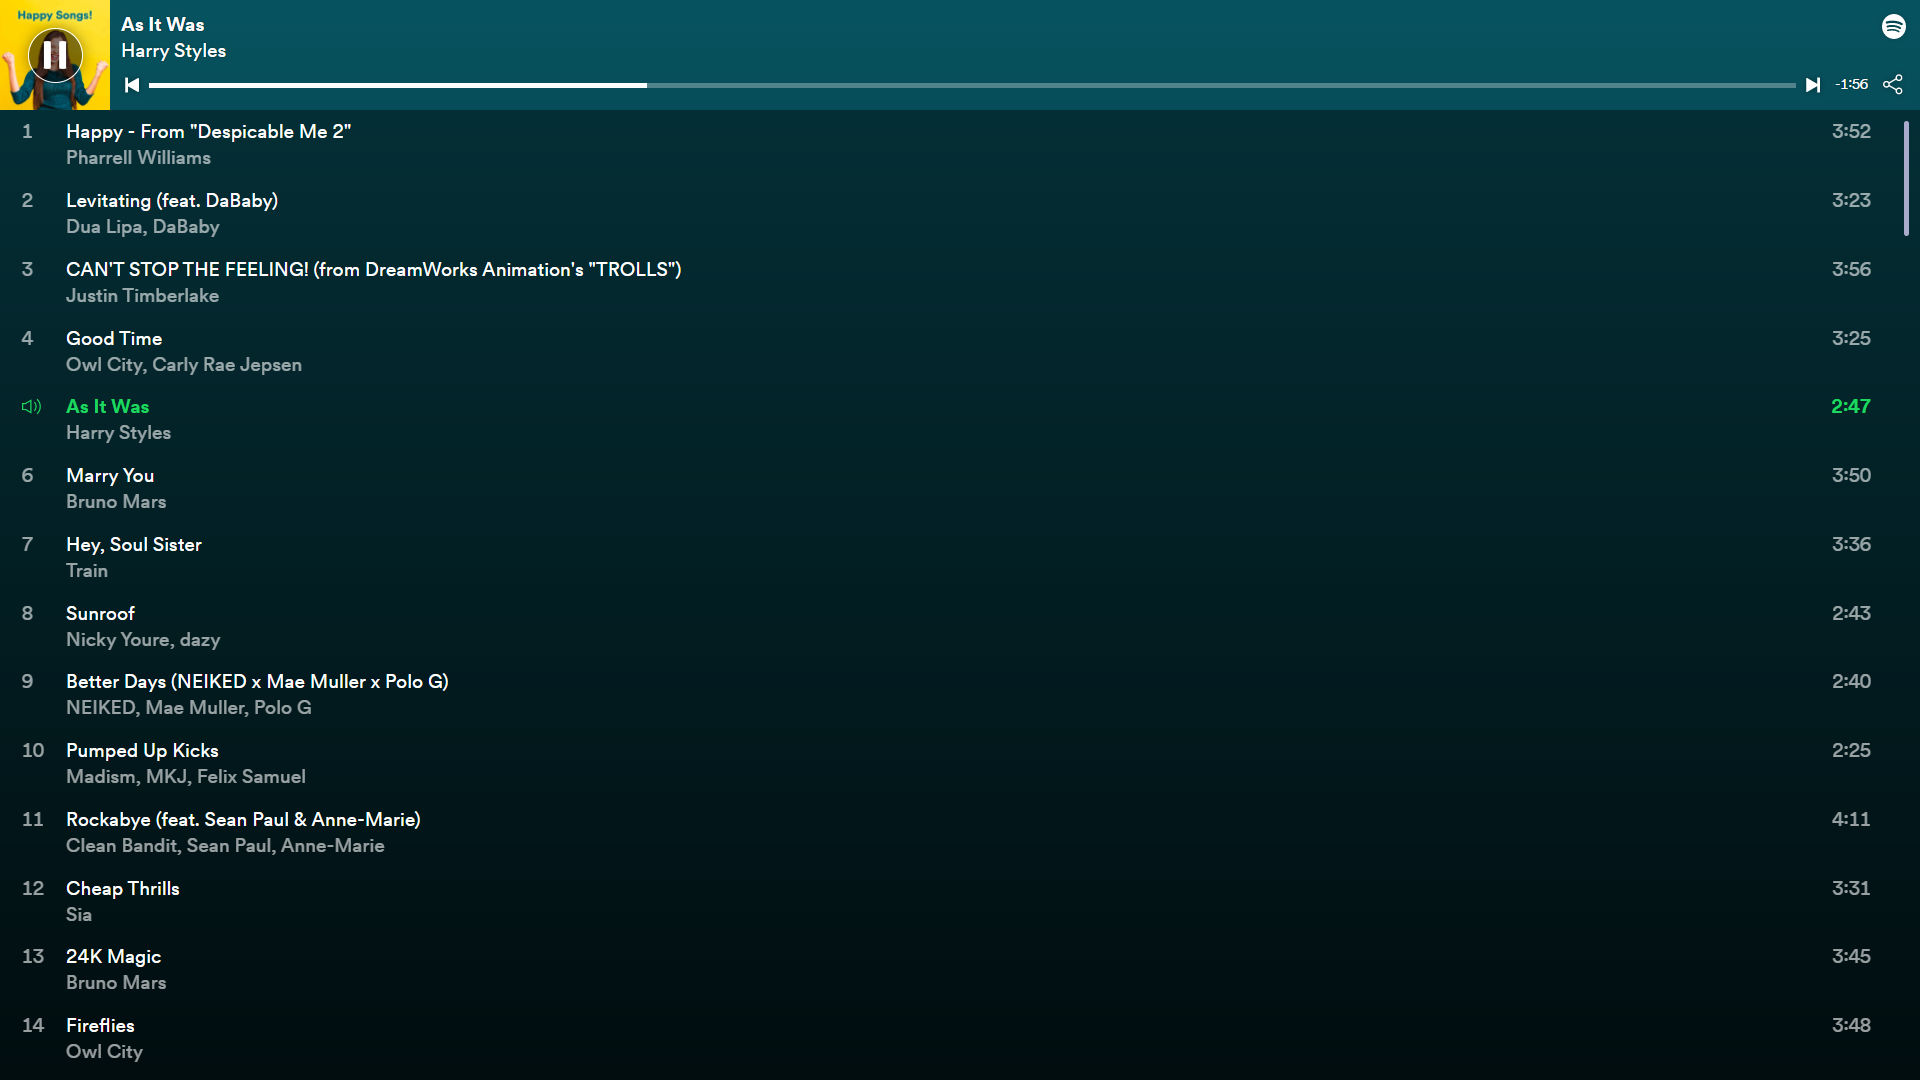 Happy Songs!
As It Was
Harry Styles
-1:56
1 Happy - From "Despicable Me 2" 3:52
Pharrell Williams
2 Levitating (feat. DaBaby) 3:23
Dua Lipa, DaBaby
3 CAN'T STOP THE FEELING! (from DreamWorks Animation's "TROLLS") 3:56
Justin Timberlake
4 Good Time 3:25
Owl City, Carly Rae Jepsen
As It Was 2:47
Harry Styles
6 Marry You 3:50
Bruno Mars
7 Hey, Soul Sister 3:36
Train
8 Sunroof 2:43
Nicky Youre, dazy
9 Better Days (NEIKED x Mae Muller x Polo G) 2:40
NEIKED, Mae Muller, Polo G
10 Pumped Up Kicks 2:25
Madism, MKJ, Felix Samuel
11 Rockabye (feat. Sean Paul & Anne-Marie) 4:11
Clean Bandit, Sean Paul, Anne-Marie
12 Cheap Thrills 3:31
Sia
13 24K Magic 3:45
Bruno Mars
14 Fireflies 3:48
Owl City